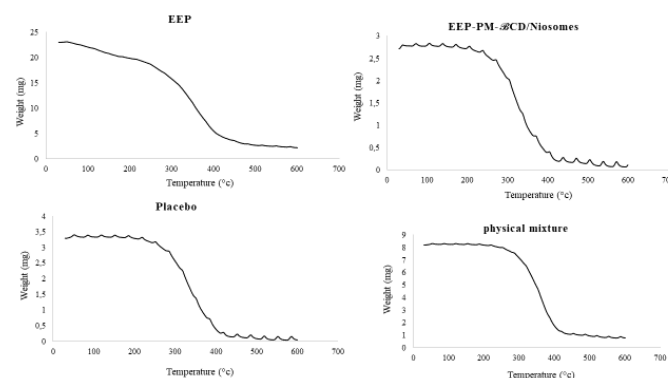 EEP
25
20
15
10
5
0
0 100 200 300 400 500 600 700
Weight (mg)
Temperature (°c)
EEP-PM-ℬCD/Niosomes
3
2,5
2
1,5
1
0,5
0
0 100 200 300 400 500 600 700
Weight (mg)
Temperature (°c)
Placebo
4
3,5
3
2,5
2
1,5
1
0,5
0
0 100 200 300 400 500 600 700
Weight (mg)
Temperature (°c)
physical mixture
9
8
7
6
5
4
3
2
1
0
0 100 200 300 400 500 600 700
Weight (mg)
Temperature (°c)